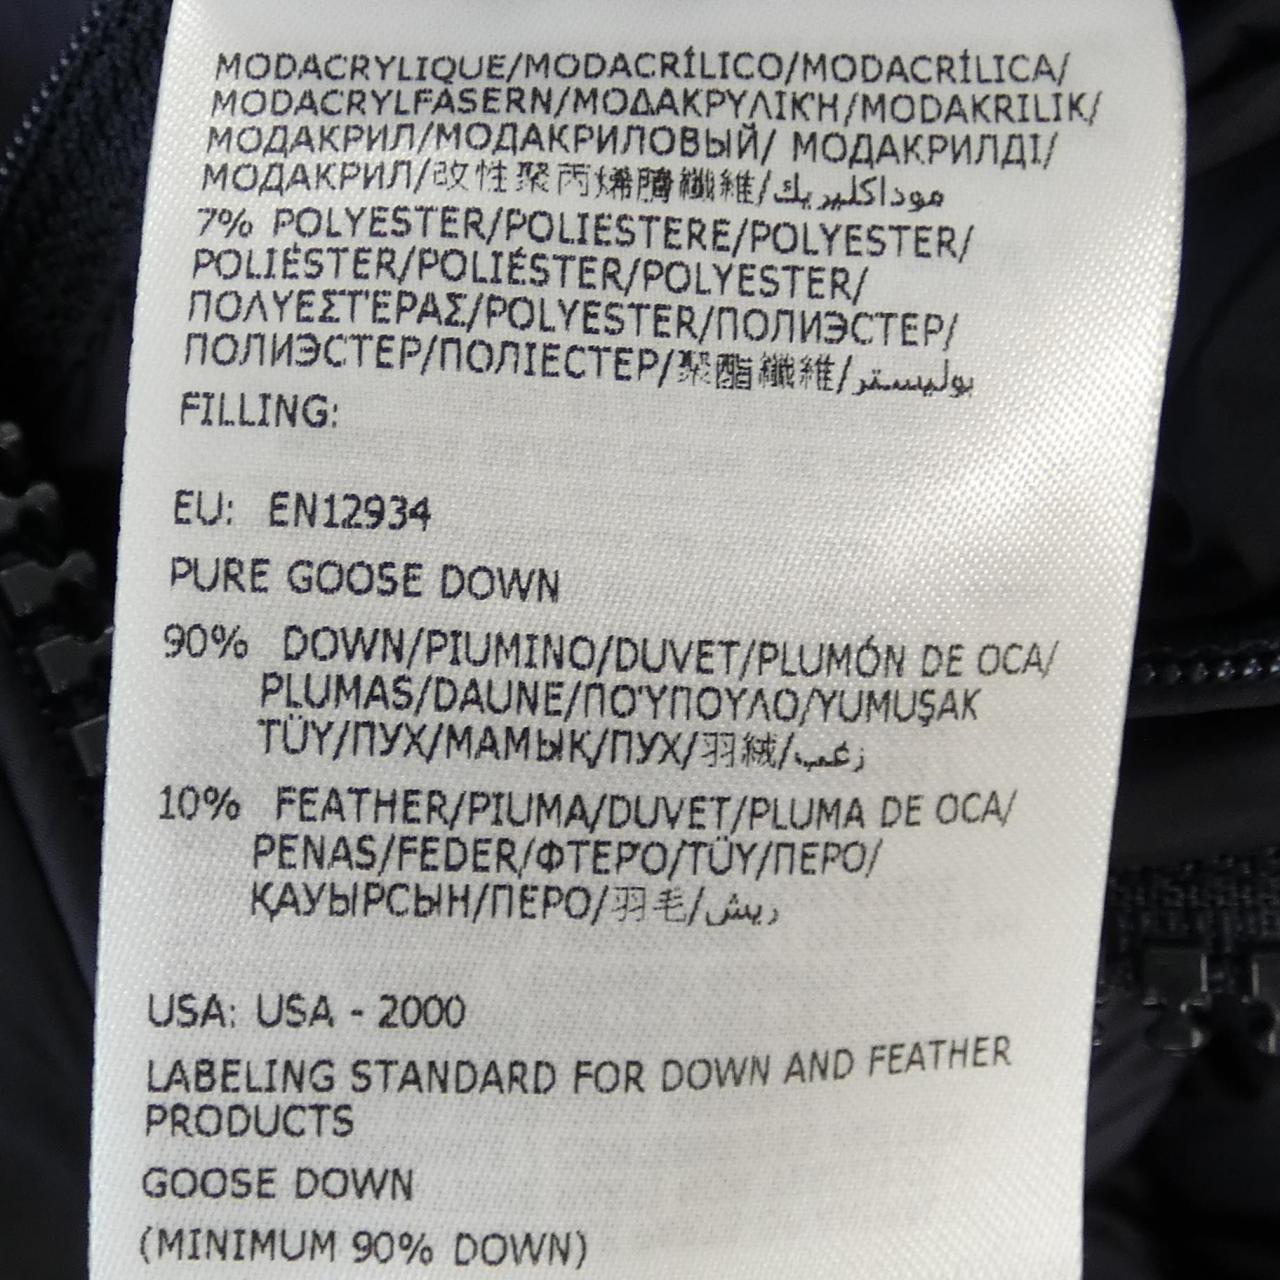 MODACRYLIQUE/MODACRÍLICO/MODACRÍLICA/
MODACRYLFASERN/ΜΟΔΑΚΡΥΛΙΚΉ/MODAKRILIK/
МОДАКРИЛ/МОДАКРИЛОВЫЙ/ МОДАКРИЛДІ/
МОДАКРИЛ/改性聚丙烯腈纖維/موداكليريك
7% POLYESTER/POLIESTERE/POLYESTER/
POLIÉSTER/POLIÉSTER/POLYESTER/
ΠΟΛΥΕΣΤΈΡΑΣ/POLYESTER/ПОЛИЭСТЕР/
ПОЛИЭСТЕР/ПОЛІЕСТЕР/聚酯纖維/بوليستر
FILLING:
EU: EN12934
PURE GOOSE DOWN
90% DOWN/PIUMINO/DUVET/PLUMÓN DE OCA/
PLUMAS/DAUNE/ΠΟΎΠΟΥΛΟ/YUMUŞAK
TÜY/ПУХ/МАМЫҚ/ПУХ/羽絨/زغب
10% FEATHER/PIUMA/DUVET/PLUMA DE OCA/
PENAS/FEDER/ΦΤΕΡΌ/TÜY/ПЕРО/
ҚАУЫРСЫН/ПЕРО/羽毛/ريش
USA: USA - 2000
LABELING STANDARD FOR DOWN AND FEATHER
PRODUCTS
GOOSE DOWN
(MINIMUM 90% DOWN)